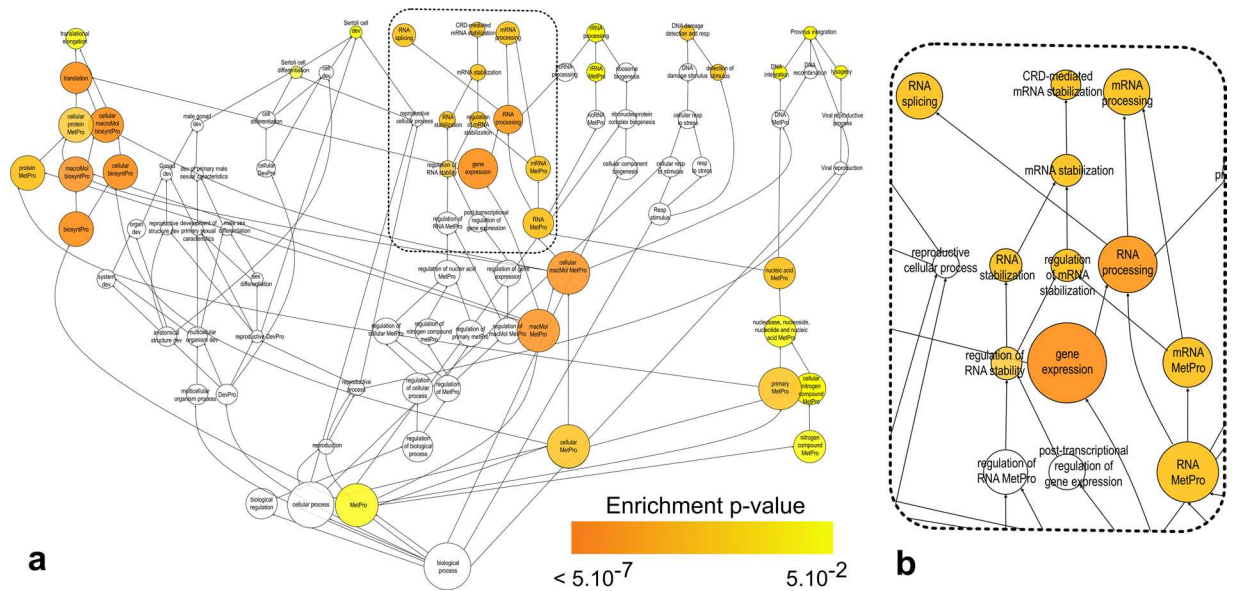 translational
elongation
translation
cellular
protein
MetPro
cellular
macroMol
biosyntPro
protein
MetPro
macroMol
biosyntPro
cellular
biosyntPro
biosyntPro
Sertoli cell
dev
Sertoli cell
differentiation
cell
dev
male gonad
dev
cell
differentiation
reproductive
cellular process
Gonad
dev
dev of primary male
sexual caracteristics
cellular
DevPro
organ
dev
reproductive
structure dev
development of
primary sexual
caracteristics
male sex
differentiation
system
dev
sex
differentiation
anatomical
structure dev
multicellular
organism dev
reproductive DevPro
multicellular
organism process
DevPro
reproductive
process
reproduction
RNA
splicing
CRD-mediated
mRNA stabilization
mRNA
processing
mRNA stabilization
RNA
stabilization
regulation
of mRNA
stabilization
RNA
processing
regulation of
RNA stability
gene
expression
mRNA
MetPro
regulation of
RNA MetPro
post-transcriptional
regulation of
gene expression
RNA
MetPro
rRNA
processing
ncRNA
processing
rRNA
MetPro
ribosome
biogenesis
ncRNA
MetPro
ribonucleinprotein
complex biogenesis
cellular component
biogenesis
DNA damage
detection and resp
DNA
damage stimulus
detection of
stimulus
cellular resp
to stress
cellular resp
to stimulus
resp
to stress
Resp
stimulus
Provirus integration
DNA
integration
DNA
recombination
lysogeny
DNA
MetPro
Viral reproductive
process
Viral reproduction
regulation of nucleic acid
MetPro
regulation of gene
expression
cellular
macMol MetPro
nucleic acid
MetPro
regulation of
cellular MetPro
regulation of
nitrogen compound
metPro
regulation of
primary metPro
regulation of
macMol MetPro
macMol MetPro
nucleobase, nucleoside,
nucleotide and nucleic
acid MetPro
regulation
of cellular
process
regulation
of MetPro
primary
MetPro
cellular
nitrogen
compound
MetPro
regulation
of biological
process
cellular
MetPro
nitrogen
compound
MetPro
biological
regulation
cellular process
MetPro
biological
process
Enrichment p-value
< 5.10-7
5.10-2
a
RNA
splicing
CRD-mediated
mRNA stabilization
mRNA
processing
mRNA stabilization
pr
reproductive
cellular process
RNA
stabilization
regulation
of mRNA
stabilization
RNA
processing
regulation of
RNA stability
gene
expression
mRNA
MetPro
regulation of
RNA MetPro
post-transcriptional
regulation of
gene expression
RNA
MetPro
b